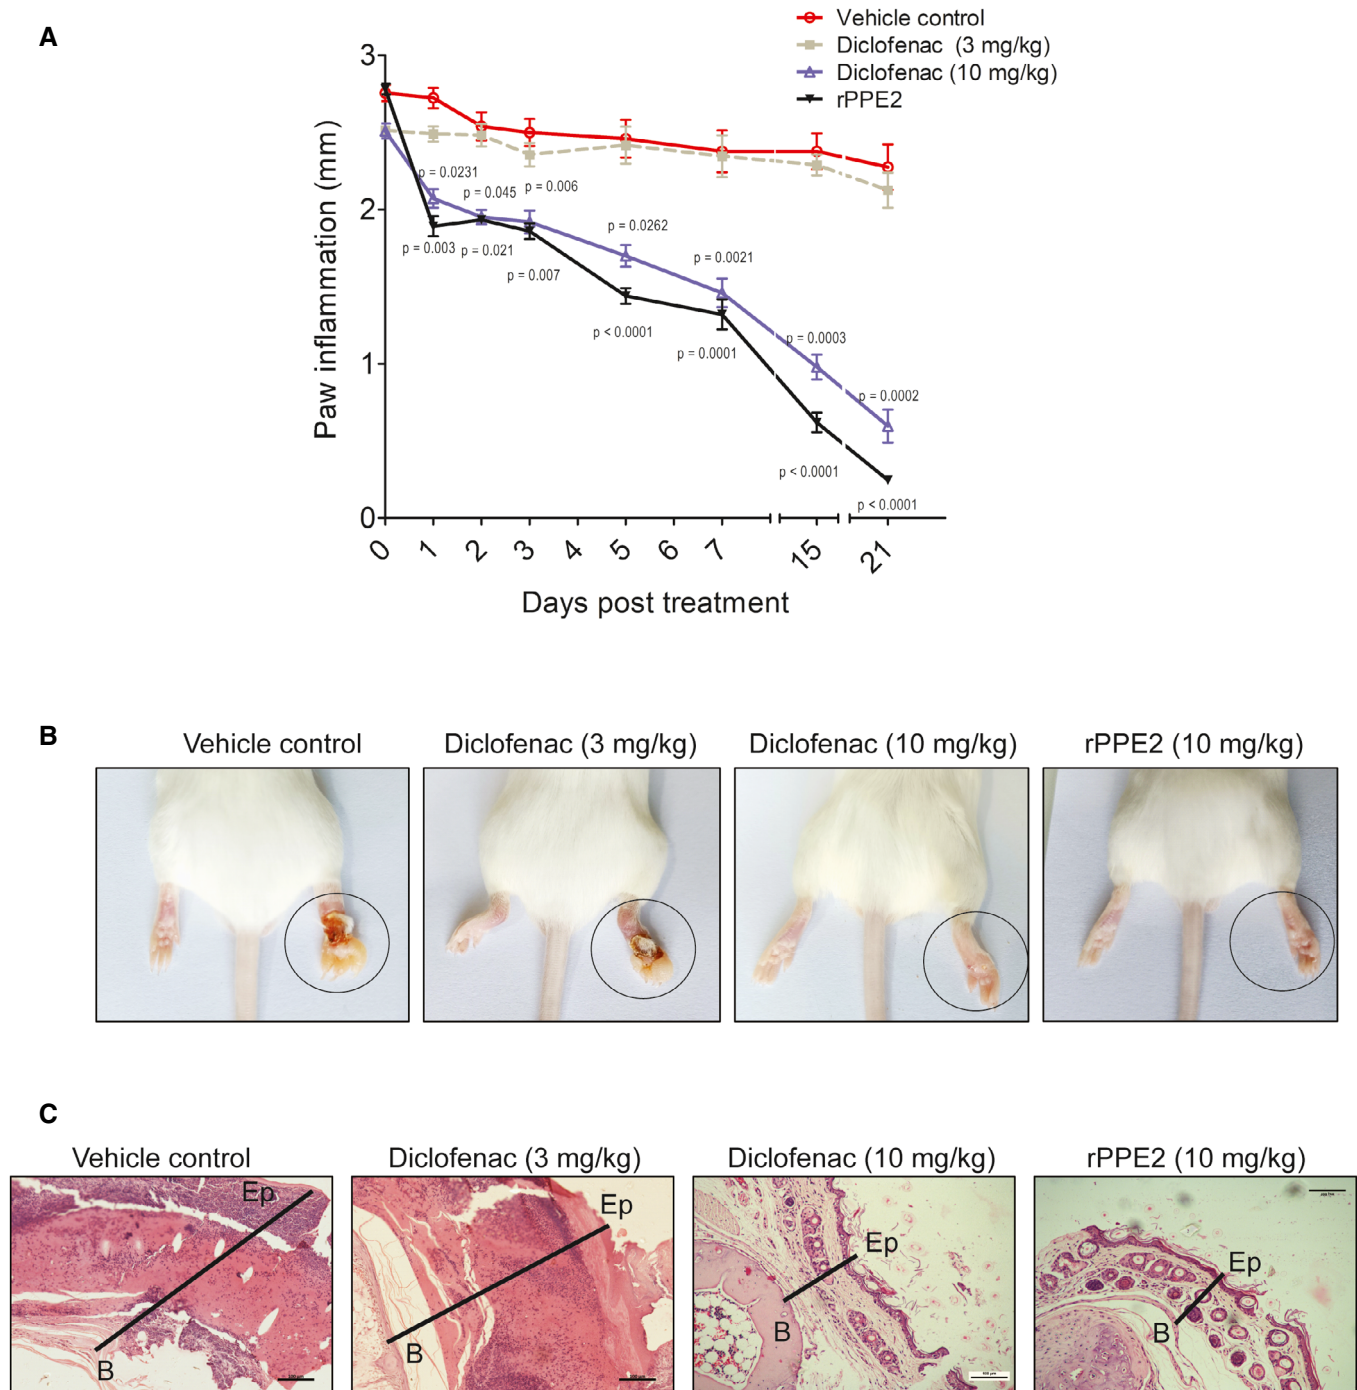 A
Vehicle control
Diclofenac (3 mg/kg)
Diclofenac (10 mg/kg)
rPPE2
Paw inflammation (mm)
3
2
1
0
p = 0.0231
p = 0.045
p = 0.006
p = 0.0262
p = 0.0021
p = 0.0003
p = 0.0002
p = 0.003
p = 0.021
p = 0.007
p < 0.0001
p = 0.0001
p < 0.0001
p < 0.0001
0 1 2 3 4 5 6 7 15 21
Days post treatment
B
Vehicle control
Diclofenac (3 mg/kg)
Diclofenac (10 mg/kg)
rPPE2 (10 mg/kg)
C
Vehicle control
Diclofenac (3 mg/kg)
Diclofenac (10 mg/kg)
rPPE2 (10 mg/kg)
Ep
B
Ep
B
Ep
B
Ep
B